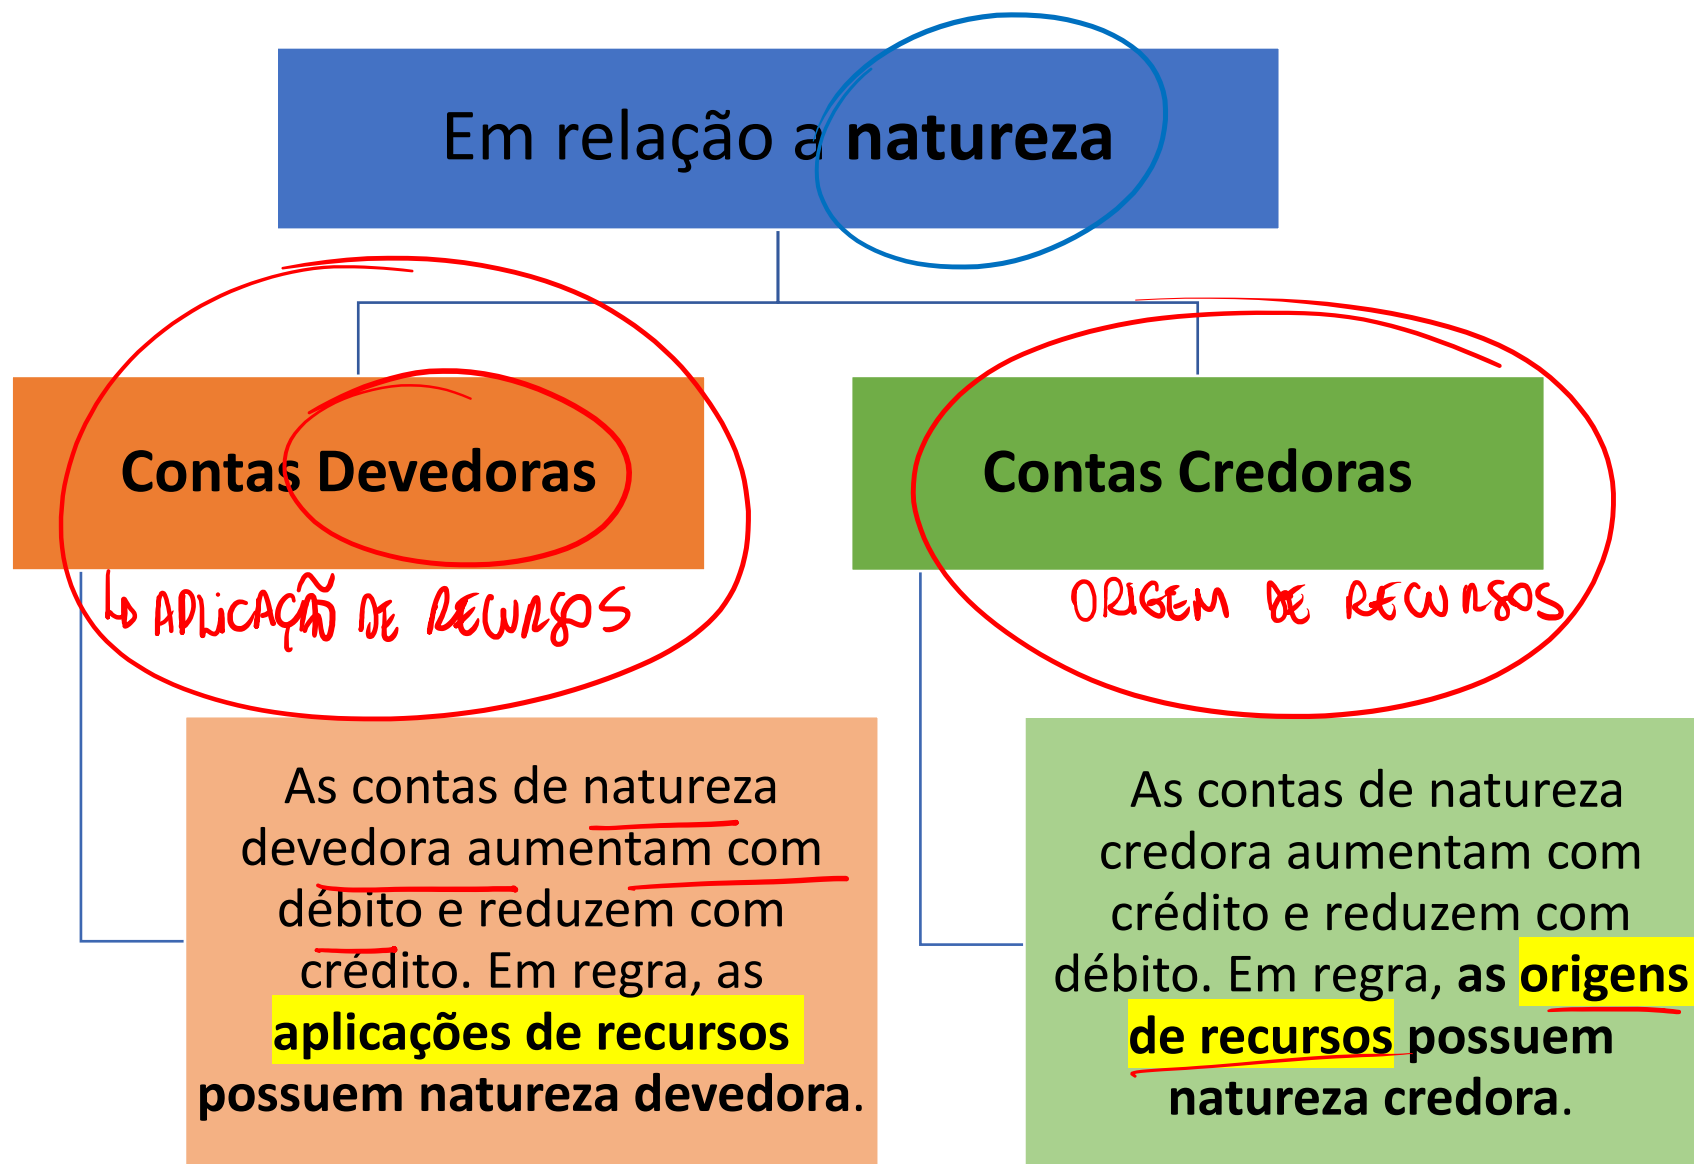 Em relação a natureza
Contas Devedoras
↳ APLICAÇÃO DE RECURSOS
As contas de natureza
devedora aumentam com
débito e reduzem com
crédito. Em regra, as
aplicações de recursos
possuem natureza devedora.
Contas Credoras
ORIGEM DE RECURSOS
As contas de natureza
credora aumentam com
crédito e reduzem com
débito. Em regra, as origens
de recursos possuem
natureza credora.